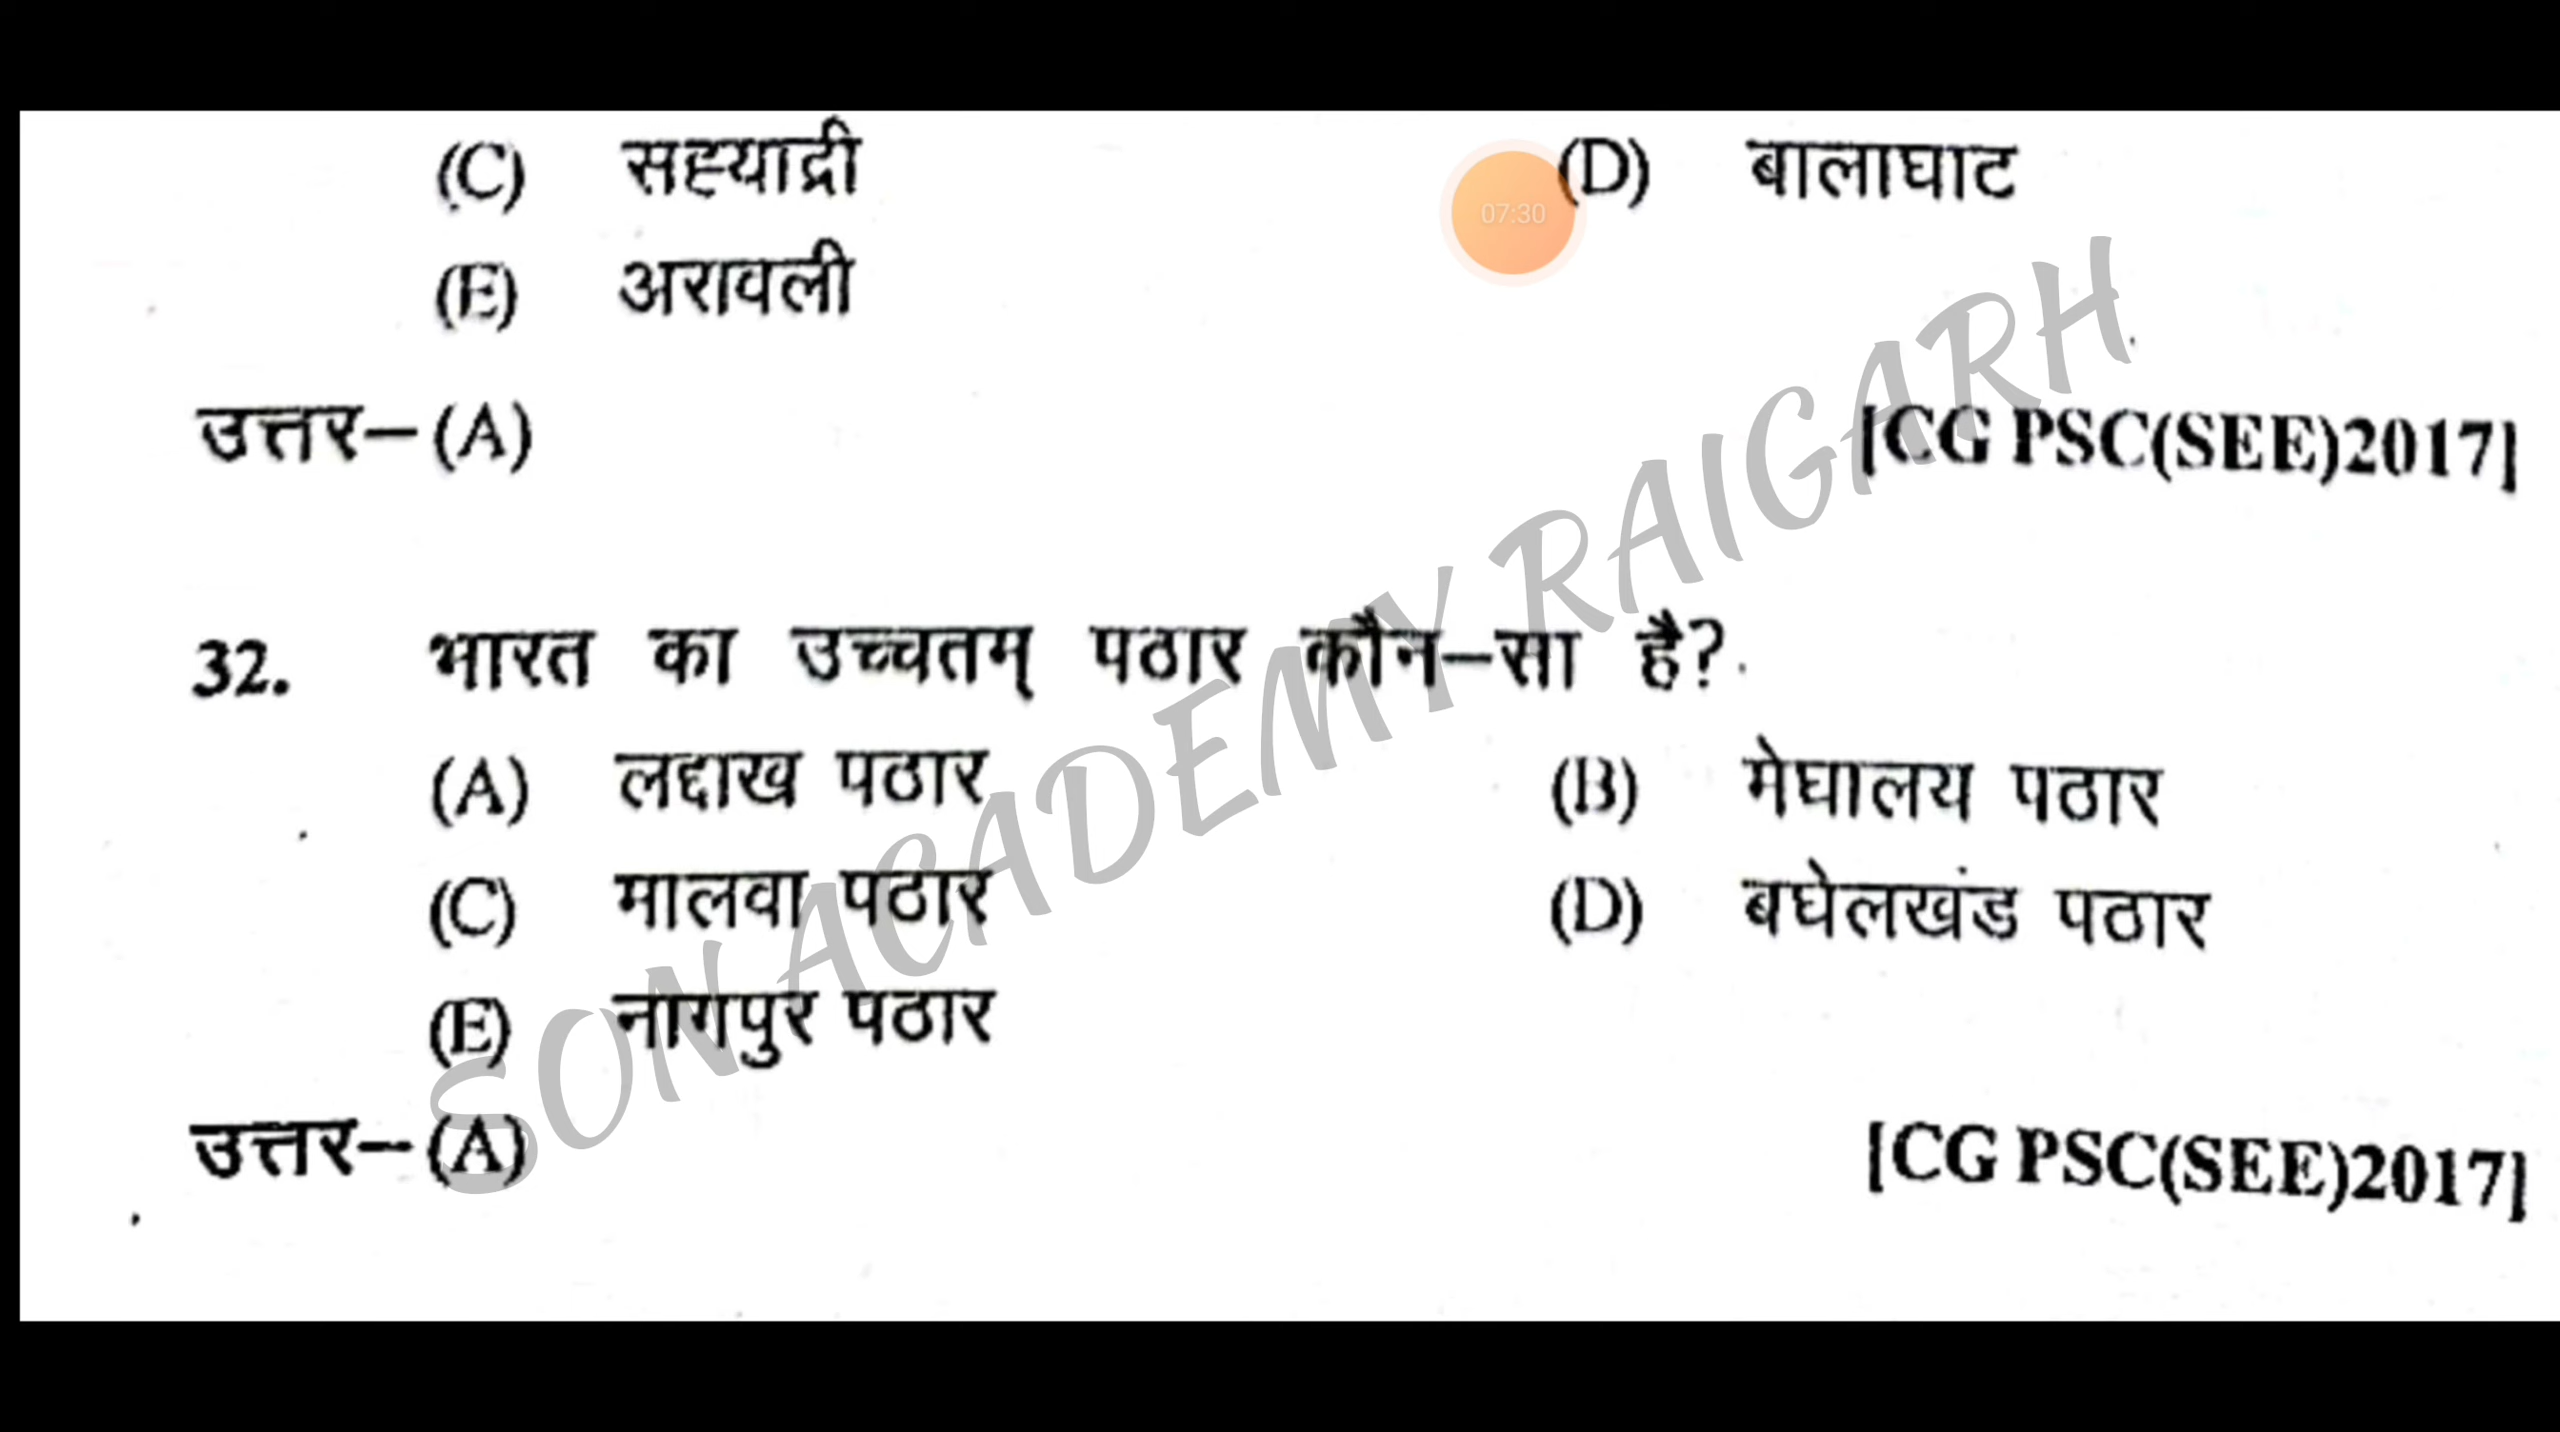 (C) सह्याद्री (D) बालाघाट
07:30
(E) अरावली
उत्तर–(A) [CG PSC(SEE)2017]
32. भारत का उच्चतम् पठार कौन–सा है?
(A) लद्दाख पठार (B) मेघालय पठार
(C) मालवा पठार (D) बघेलखंड पठार
(E) नागपुर पठार
उत्तर–(A) [CG PSC(SEE)2017]
SON ACADEMY RAIGARH